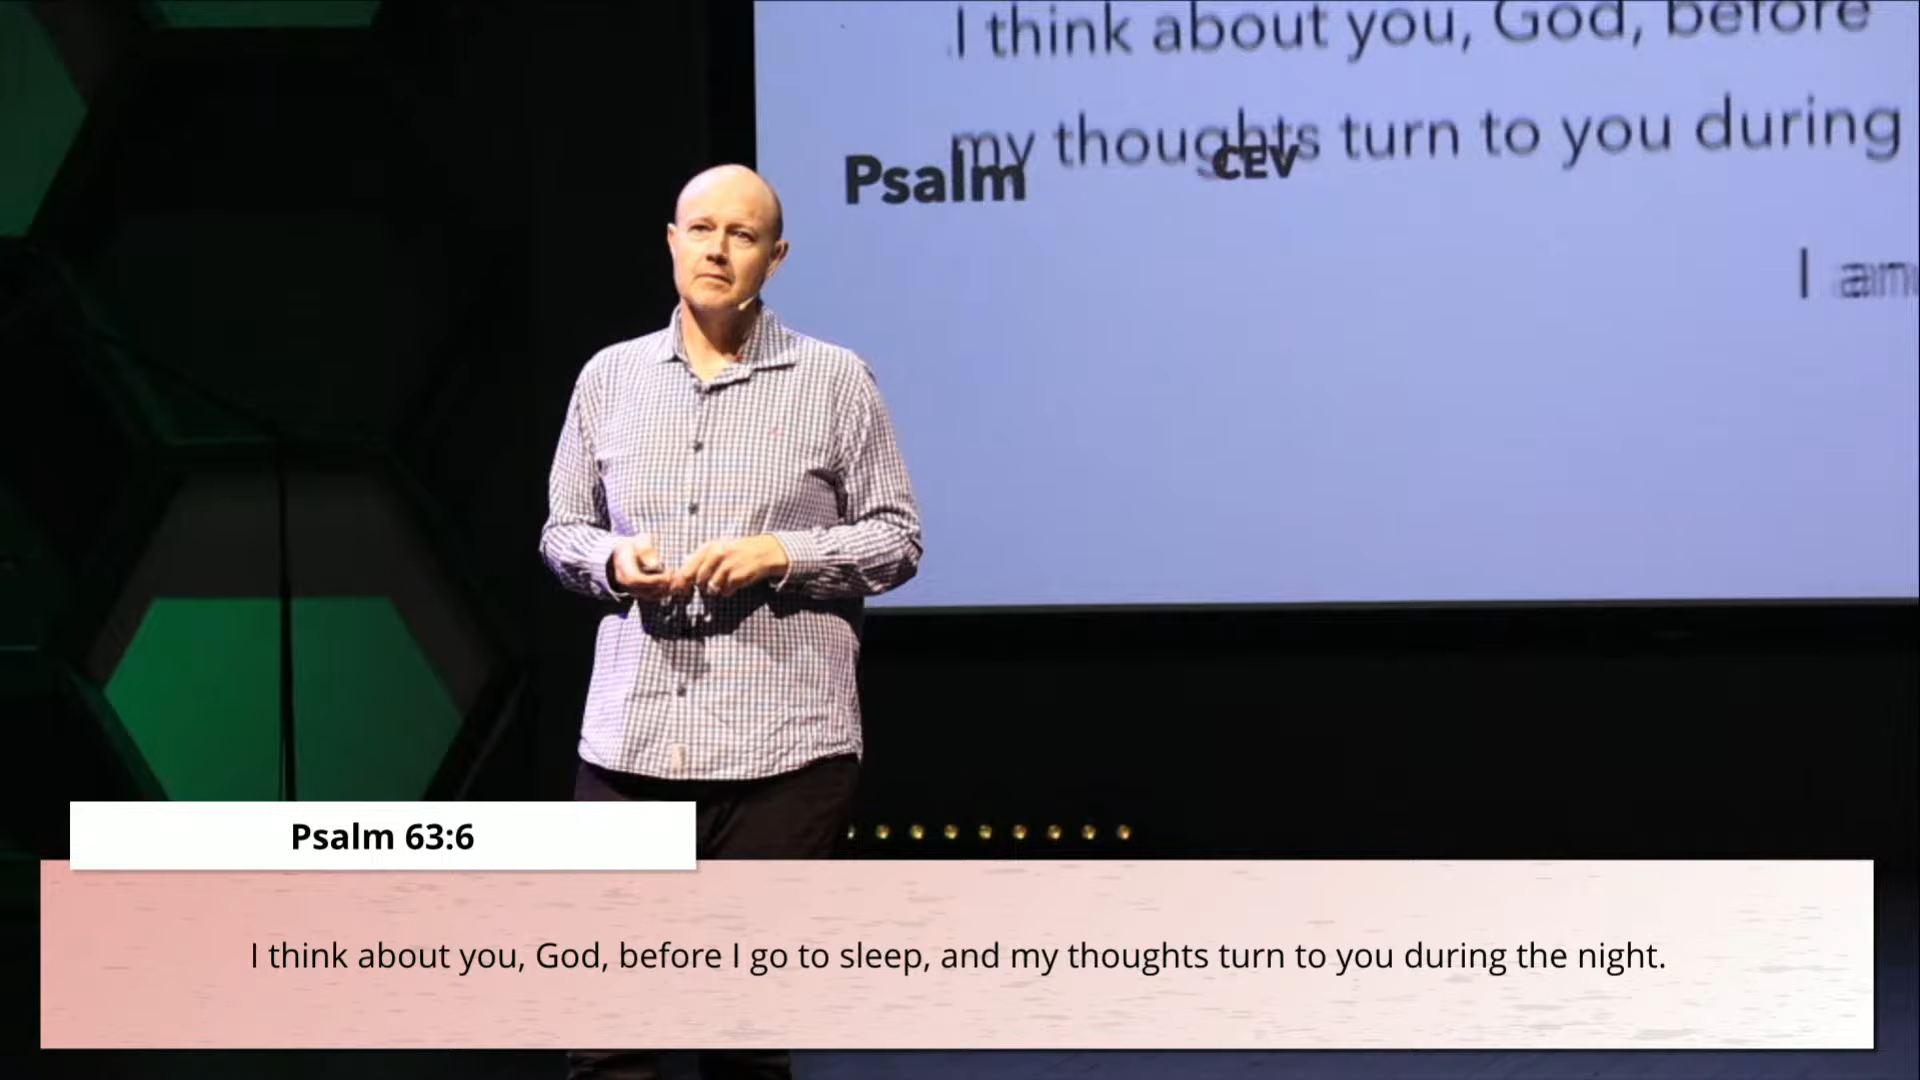 I think about you, God, before
my thoughts turn to you during
Psalm
CEV
I am
Psalm 63:6
I think about you, God, before I go to sleep, and my thoughts turn to you during the night.